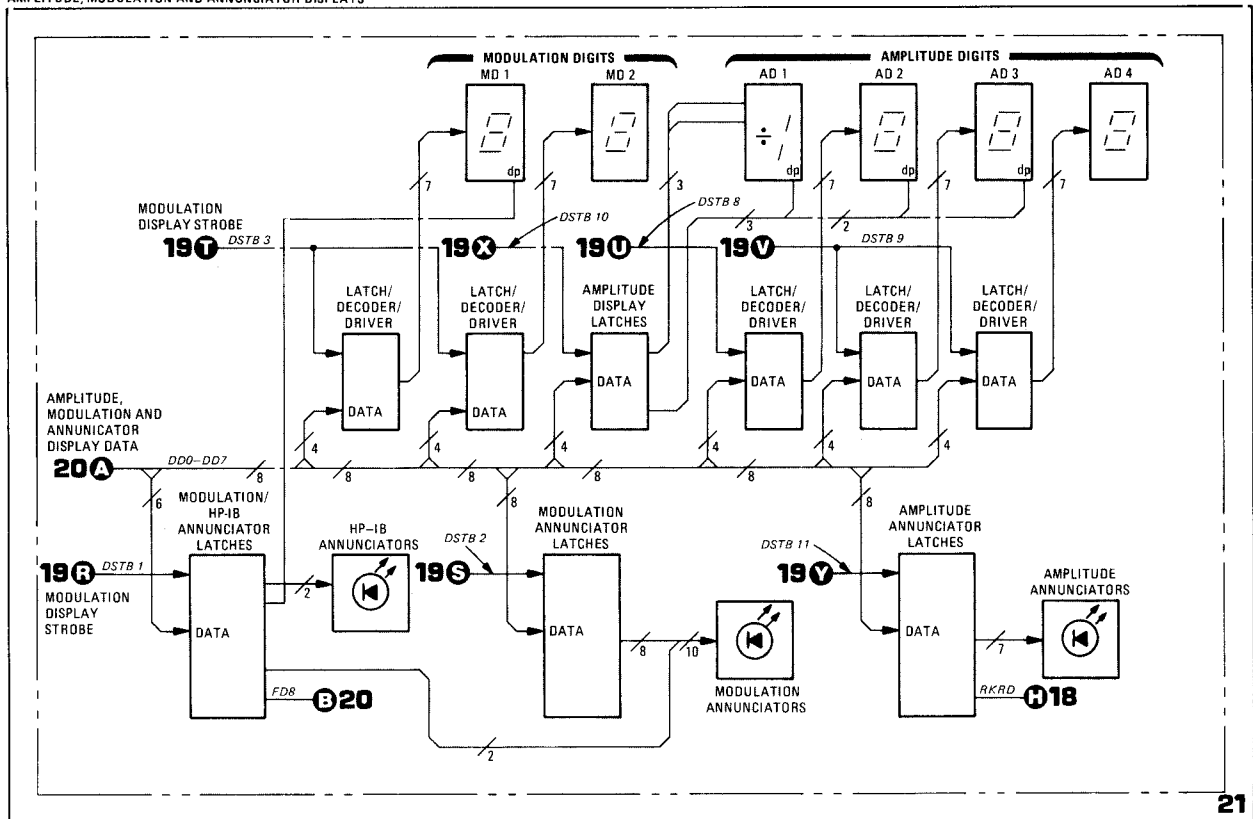 AMPLITUDE, MODULATION AND ANNUNCIATOR DISPLAYS
MODULATION DIGITS
AMPLITUDE DIGITS
MD 1
MD 2
AD 1
AD 2
AD 3
AD 4
dp
dp
dp
dp
7
7
3
7
7
7
MODULATION
DISPLAY STROBE
19 T
DSTB 3
19 X
DSTB 10
19 U
DSTB 8
3
2
19 V
DSTB 9
LATCH/
DECODER/
DRIVER
LATCH/
DECODER/
DRIVER
AMPLITUDE
DISPLAY
LATCHES
LATCH/
DECODER/
DRIVER
LATCH/
DECODER/
DRIVER
LATCH/
DECODER/
DRIVER
DATA
DATA
DATA
DATA
DATA
DATA
AMPLITUDE,
MODULATION AND
ANNUNICATOR
DISPLAY DATA
4
4
4
4
4
4
20 A
DD0-DD7
8
8
8
8
8
8
6
8
8
MODULATION/
HP-IB
ANNUNCIATOR
LATCHES
HP-IB
ANNUNCIATORS
MODULATION
ANNUNCIATOR
LATCHES
AMPLITUDE
ANNUNCIATOR
LATCHES
19 R
DSTB 1
MODULATION
DISPLAY
STROBE
2
19 S
DSTB 2
19 Y
DSTB 11
AMPLITUDE
ANNUNCIATORS
DATA
DATA
DATA
8
10
7
FD8
B 20
MODULATION
ANNUNCIATORS
RKRD
H 18
2
21